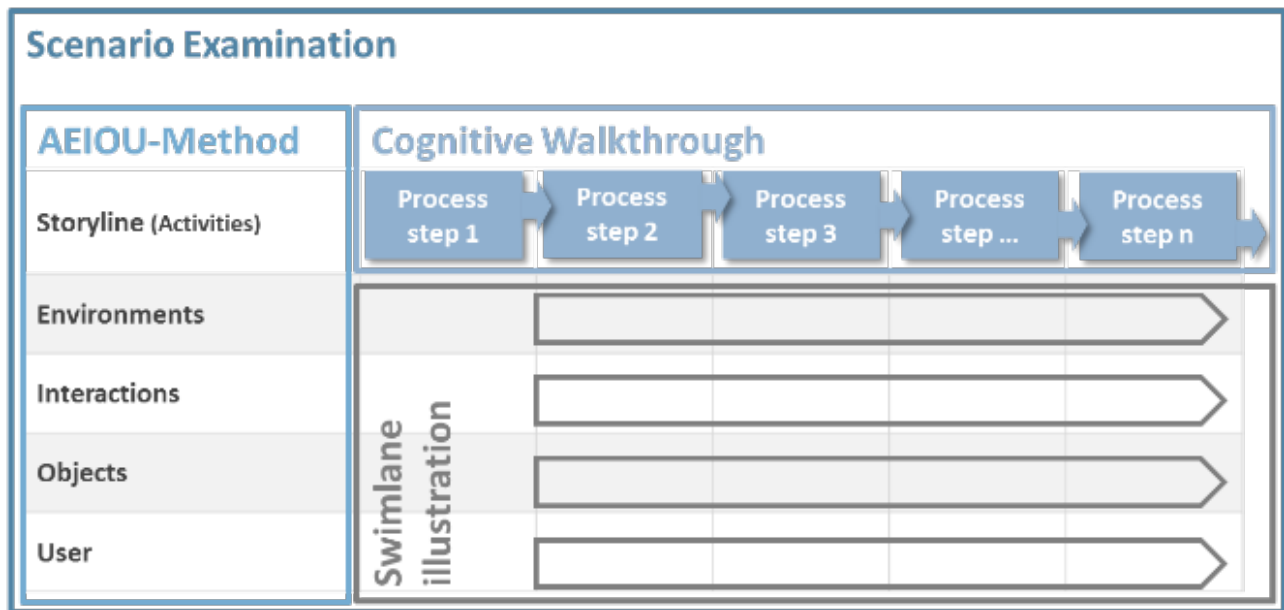 Scenario Examination
AEIOU-Method
Cognitive Walkthrough
Storyline (Activities)
Process
step 1
Process
step 2
Process
step 3
Process
step ...
Process
step n
Environments
Interactions
Objects
User
Swimlane
illustration